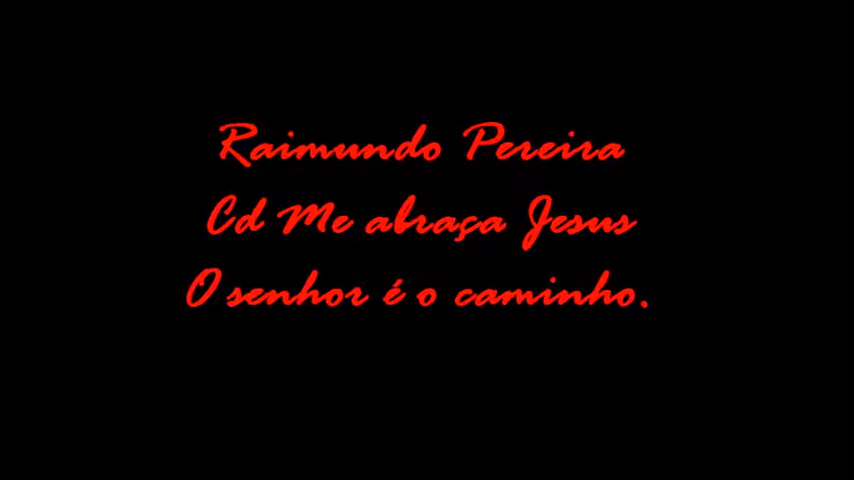 Raimundo Pereira
Cd Me abraça Jesus
O senhor é o caminho.